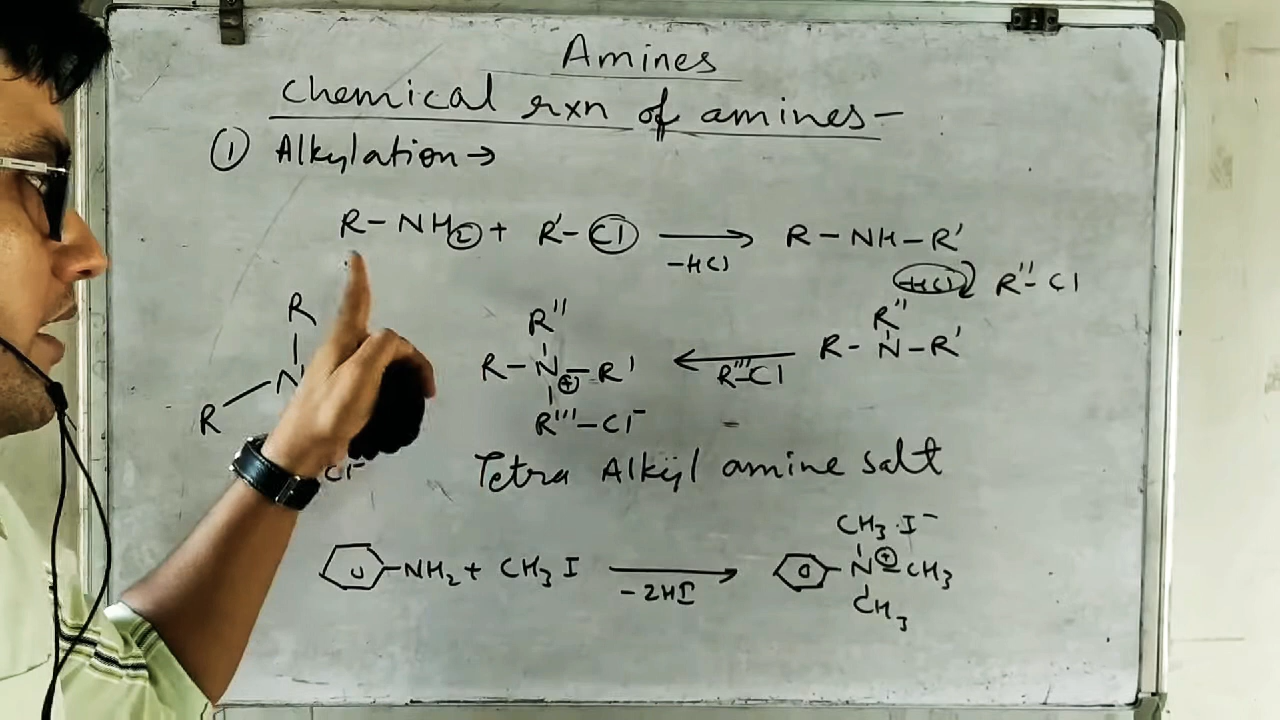 Amines
Chemical rxn of amines-
① Alkylation →
R - NH₂ + R' - Cl → R - NH - R'
-HCl
-HCl R'' - Cl
R'' R'' R
R - N⊕ - R' ← R - N - R'
R'''-Cl
R''' - Cl⁻
R N
Cl⁻
Tetra Alkyl amine salt
-NH₂ + CH₃ I → N⊕ - CH₃
-2HI
CH₃ · I⁻
CH₃